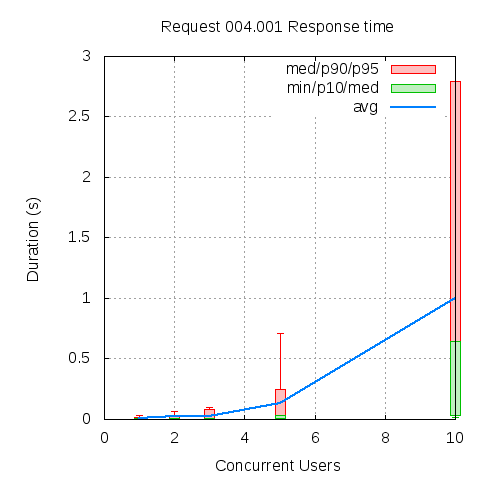 Request 004.001 Response time
3
2.5
2
1.5
1
0.5
0
med/p90/p95
min/p10/med
avg
Duration (s)
0
2
4
6
8
10
Concurrent Users